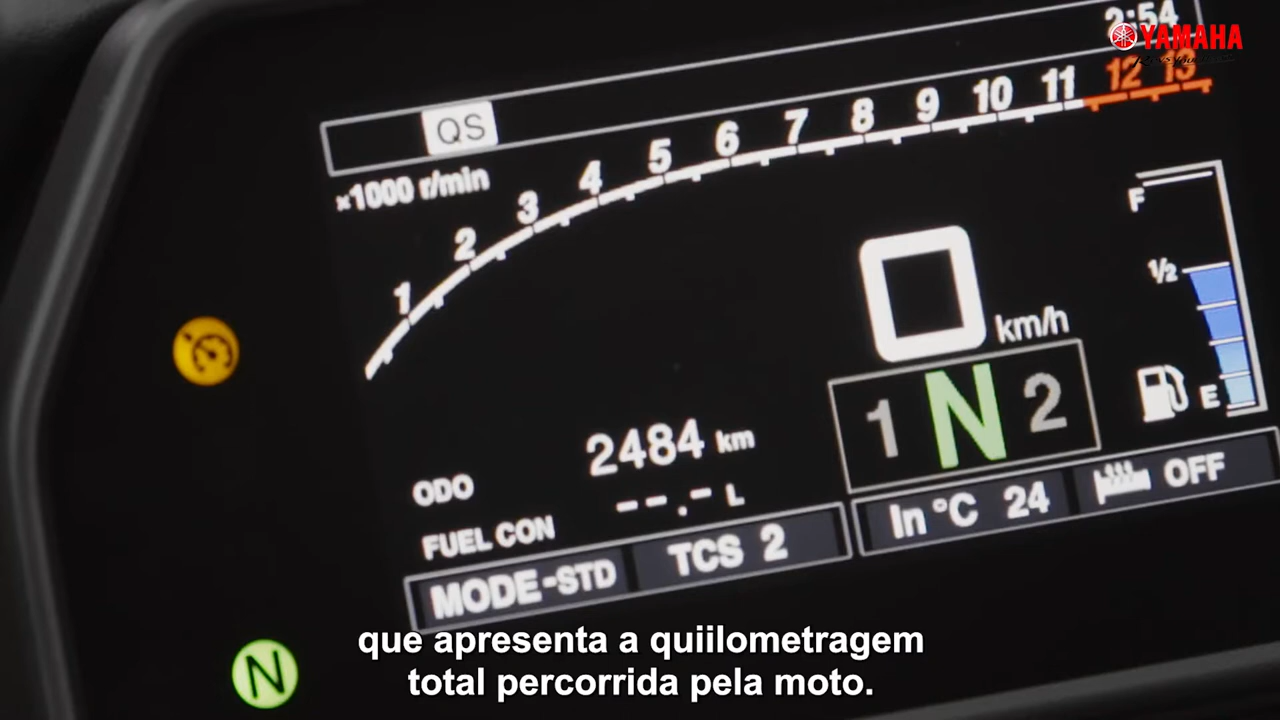 2:54
YAMAHA
QS
×1000 r/min
1 2 3 4 5 6 7 8 9 10 11 12 13
F
1/2
E
0 km/h
1 N 2
ODO 2484 km
FUEL CON --.- L
MODE-STD TCS 2 In °C 24 OFF
N
que apresenta a quiilometragem
total percorrida pela moto.